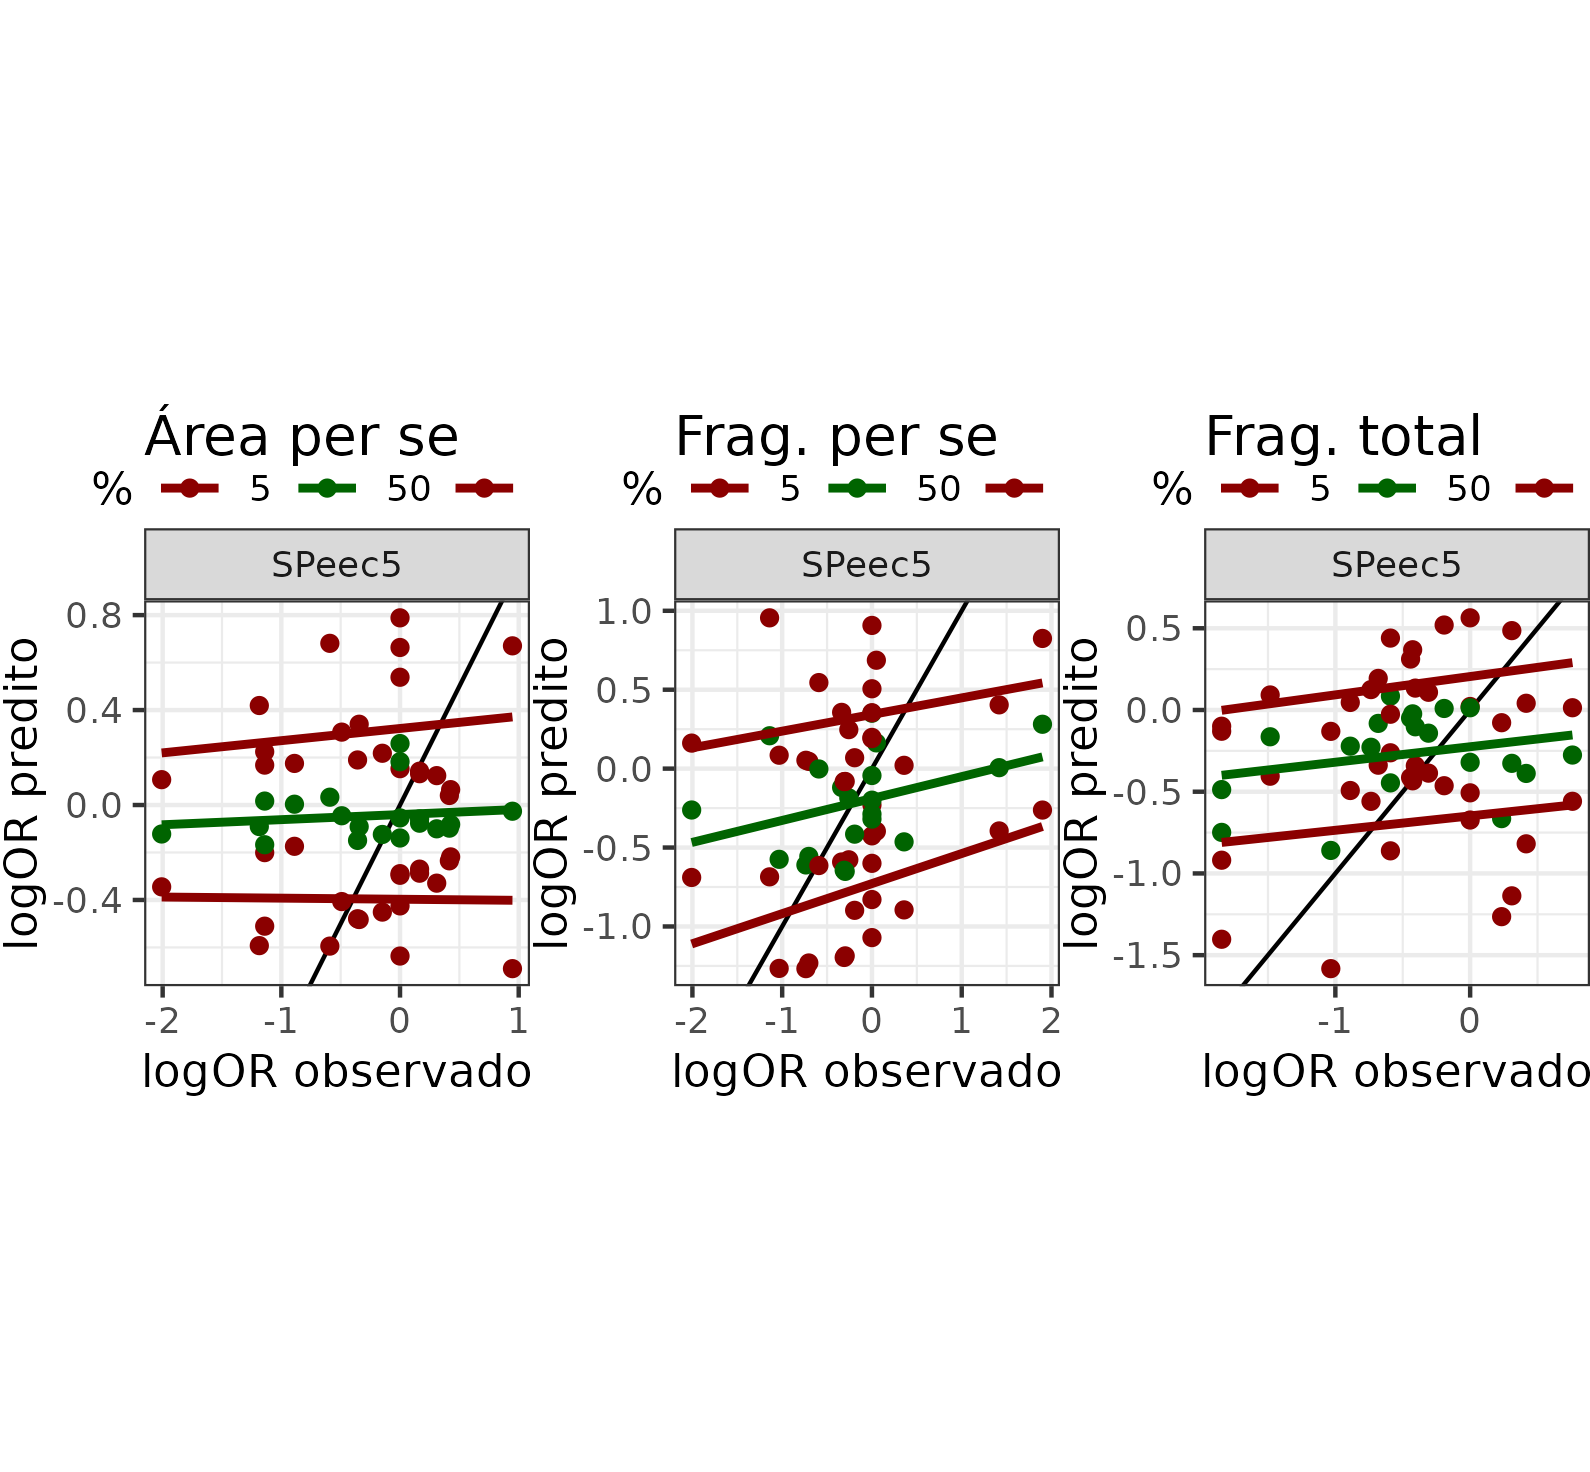 Área per se
% 5 50
SPeec5
0.8
0.4
0.0
-0.4
-2 -1 0 1
logOR observado
logOR predito
Frag. per se
% 5 50
SPeec5
1.0
0.5
0.0
-0.5
-1.0
-2 -1 0 1 2
logOR observado
logOR predito
Frag. total
% 5 50
SPeec5
0.5
0.0
-0.5
-1.0
-1.5
-1 0
logOR observado
logOR predito